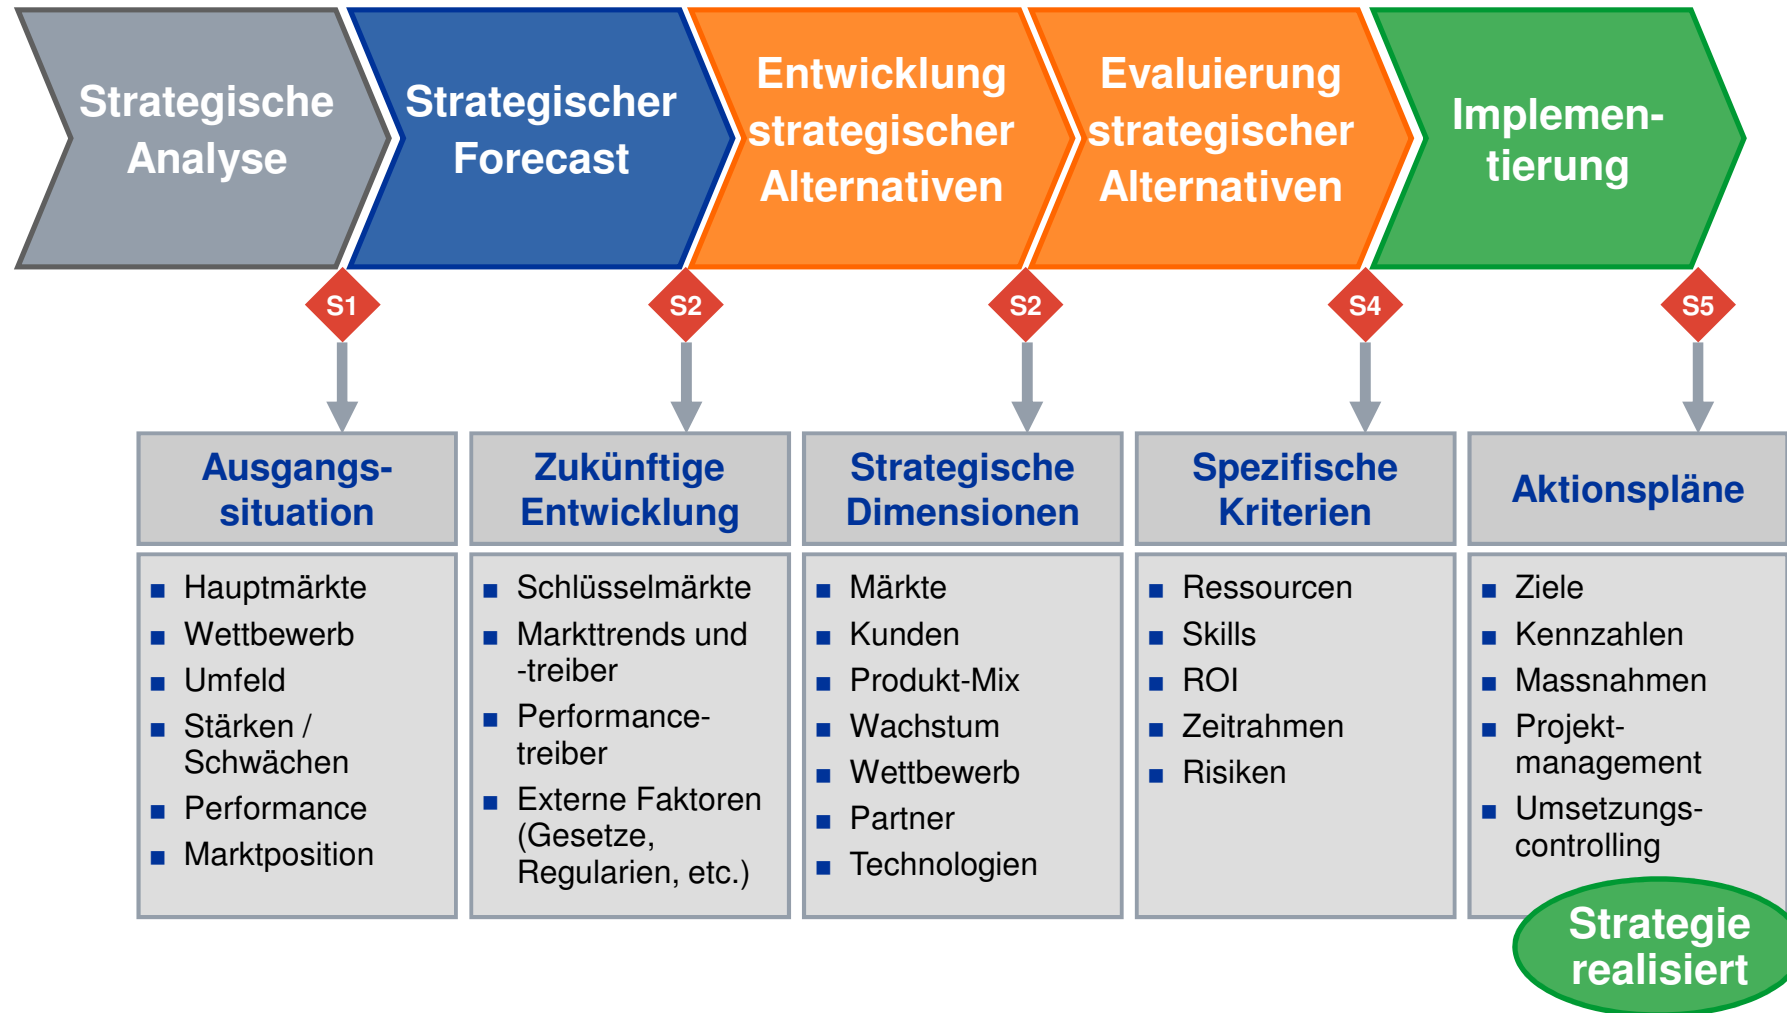 Strategische
Analyse
Strategischer
Forecast
Entwicklung
strategischer
Alternativen
Evaluierung
strategischer
Alternativen
Implemen-
tierung
S1
S2
S2
S4
S5
Ausgangs-
situation
Hauptmärkte
Wettbewerb
Umfeld
Stärken /
Schwächen
Performance
Marktposition
Zukünftige
Entwicklung
Schlüsselmärkte
Markttrends und
-treiber
Performance-
treiber
Externe Faktoren
(Gesetze,
Regularien, etc.)
Strategische
Dimensionen
Märkte
Kunden
Produkt-Mix
Wachstum
Wettbewerb
Partner
Technologien
Spezifische
Kriterien
Ressourcen
Skills
ROI
Zeitrahmen
Risiken
Aktionspläne
Ziele
Kennzahlen
Massnahmen
Projekt-
management
Umsetzungs-
controlling
Strategie
realisiert